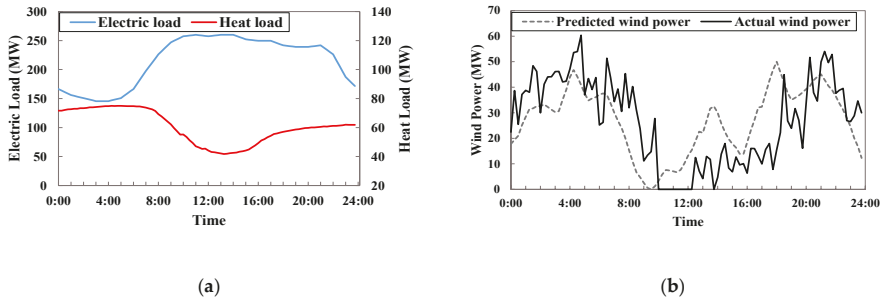 Electric load Heat load
Electric Load (MW)
300
250
200
150
100
50
0
Heat Load (MW)
140
120
100
80
60
40
20
0:00 4:00 8:00 12:00 16:00 20:00 24:00
Time
(a)
Predicted wind power Actual wind power
Wind Power (MW)
70
60
50
40
30
20
10
0
0:00 4:00 8:00 12:00 16:00 20:00 24:00
Time
(b)